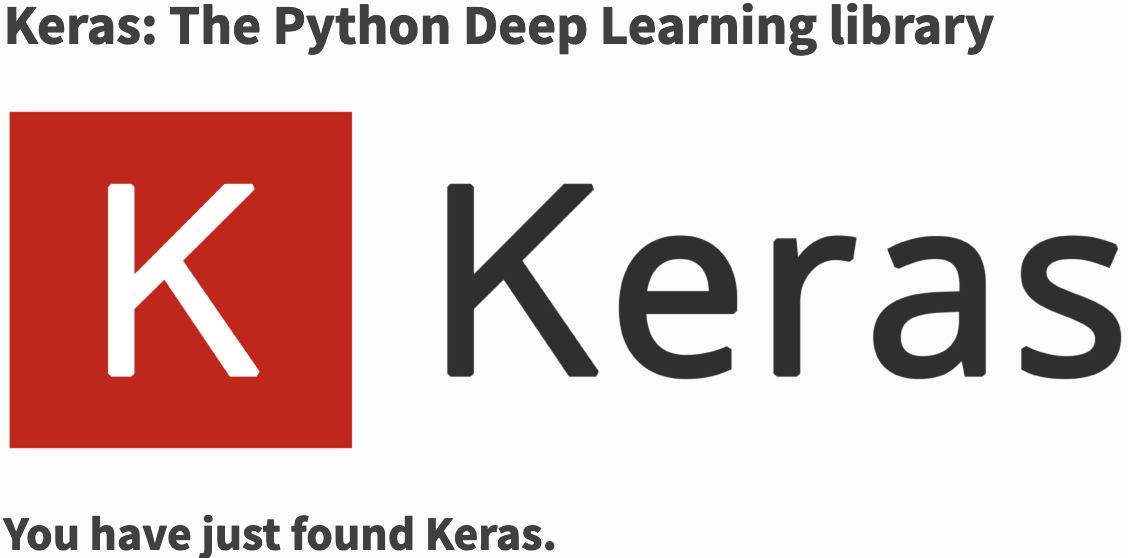 Keras: The Python Deep Learning library
K Keras
You have just found Keras.